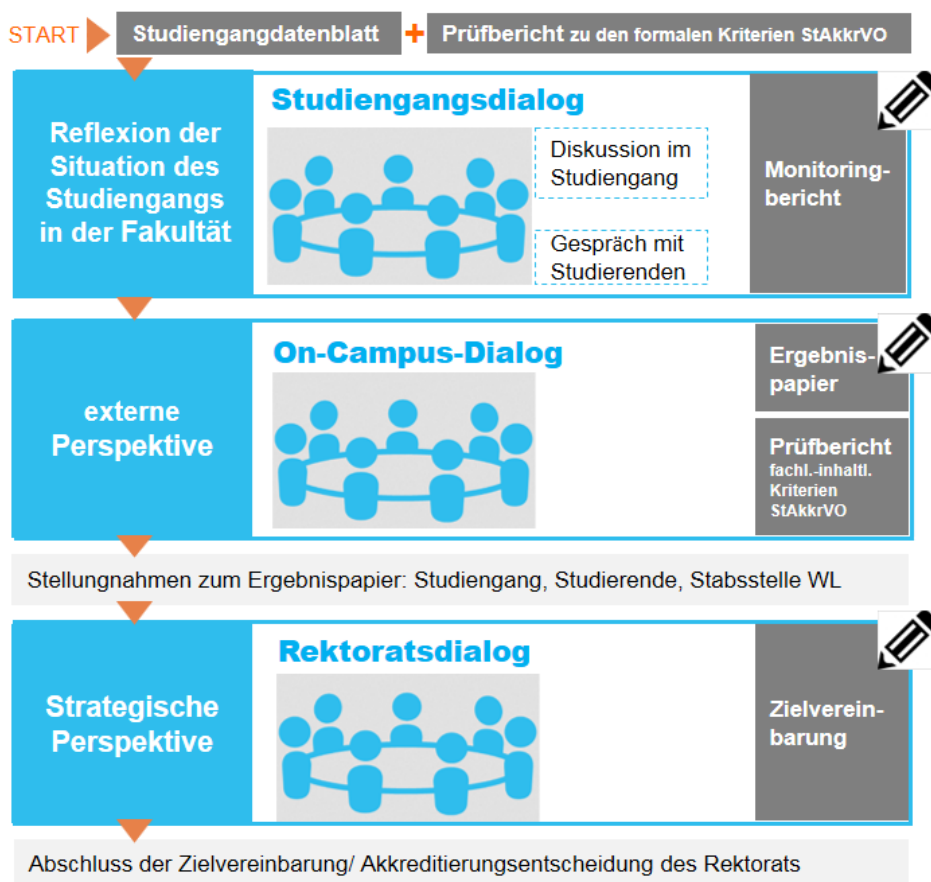 START
Studiengangdatenblatt
+
Prüfbericht zu den formalen Kriterien StAkkrVO
Reflexion der
Situation des
Studiengangs
in der Fakultät
Studiengangsdialog
Diskussion im
Studiengang
Gespräch mit
Studierenden
Monitoring-
bericht
externe
Perspektive
On-Campus-Dialog
Ergebnis-
papier
Prüfbericht
fachl.-inhaltl.
Kriterien
StAkkrVO
Stellungnahmen zum Ergebnispapier: Studiengang, Studierende, Stabsstelle WL
Strategische
Perspektive
Rektoratsdialog
Zielverein-
barung
Abschluss der Zielvereinbarung/ Akkreditierungsentscheidung des Rektorats